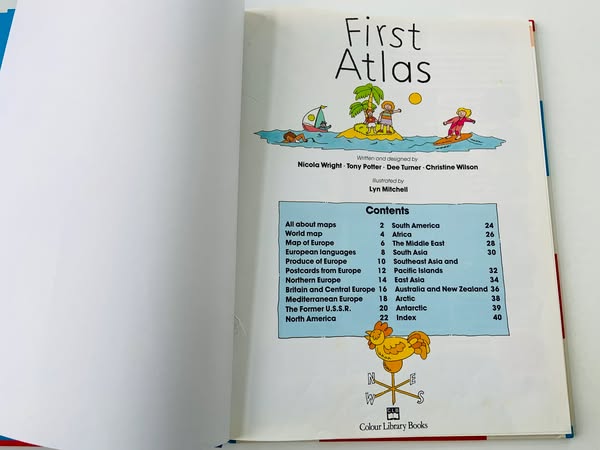 First
Atlas
Written and designed by
Nicola Wright · Tony Potter · Dee Turner · Christine Wilson
Illustrated by
Lyn Mitchell
Contents
All about maps 2
World map 4
Map of Europe 6
European languages 8
Produce of Europe 10
Postcards from Europe 12
Northern Europe 14
Britain and Central Europe 16
Mediterranean Europe 18
The Former U.S.S.R. 20
North America 22
South America 24
Africa 26
The Middle East 28
South Asia 30
Southeast Asia and
Pacific Islands 32
East Asia 34
Australia and New Zealand 36
Arctic 38
Antarctic 39
Index 40
N E
W S
CLB
Colour Library Books